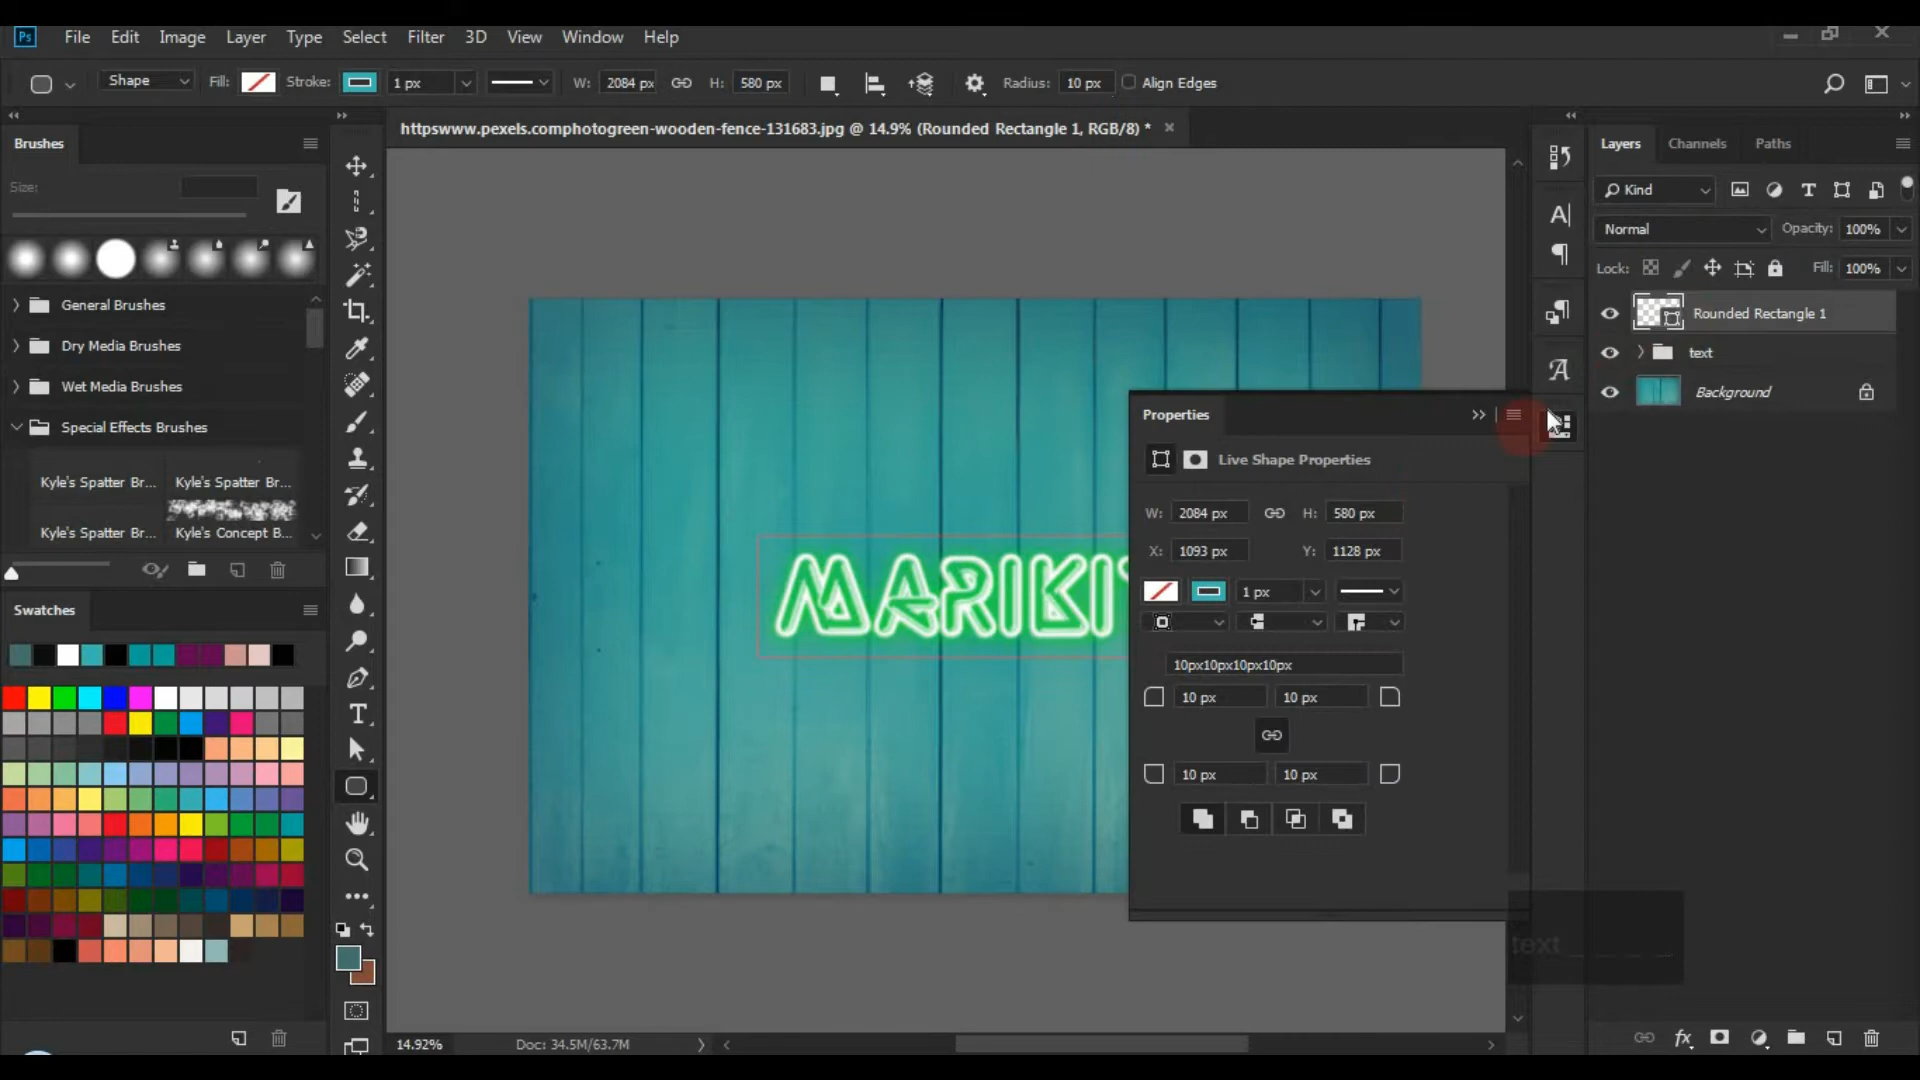 Ps File Edit Image Layer Type Select Filter 3D View Window Help
Shape Fill: Stroke: 1 px W: 2084 px H: 580 px Radius: 10 px Align Edges
httpswww.pexels.comphotogreen-wooden-fence-131683.jpg @ 14.9% (Rounded Rectangle 1, RGB/8) *
Brushes
Size:
General Brushes
Dry Media Brushes
Wet Media Brushes
Special Effects Brushes
Kyle's Spatter Br... Kyle's Spatter Br...
Kyle's Spatter Br... Kyle's Concept B...
Swatches
MARIKI
Properties
Live Shape Properties
W: 2084 px H: 580 px
X: 1093 px Y: 1128 px
1 px
10px10px10px10px
10 px 10 px
10 px 10 px
Layers Channels Paths
Kind
Normal Opacity: 100%
Lock: Fill: 100%
Rounded Rectangle 1
text
Background
text
14.92% Doc: 34.5M/63.7M